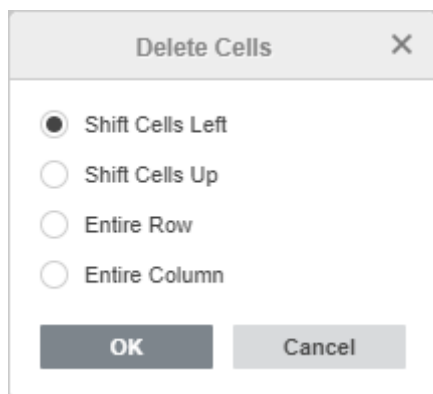 Delete Cells
Shift Cells Left
Shift Cells Up
Entire Row
Entire Column
OK Cancel